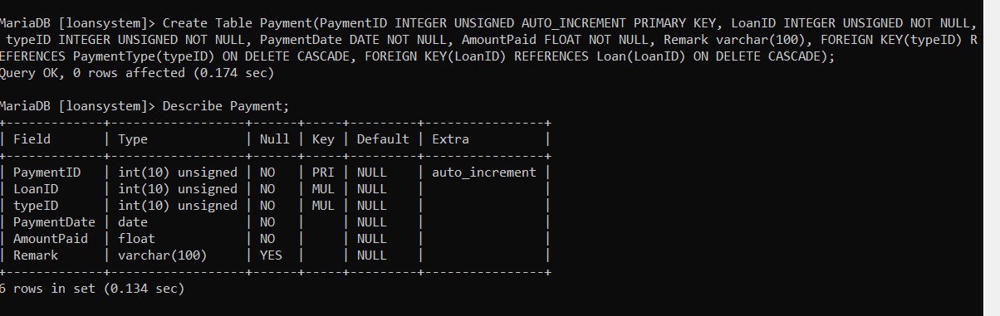 MariaDB [loansystem]> Create Table Payment(PaymentID INTEGER UNSIGNED AUTO_INCREMENT PRIMARY KEY, LoanID INTEGER UNSIGNED NOT NULL,
 typeID INTEGER UNSIGNED NOT NULL, PaymentDate DATE NOT NULL, AmountPaid FLOAT NOT NULL, Remark varchar(100), FOREIGN KEY(typeID) R
EFERENCES PaymentType(typeID) ON DELETE CASCADE, FOREIGN KEY(LoanID) REFERENCES Loan(LoanID) ON DELETE CASCADE);
Query OK, 0 rows affected (0.174 sec)
MariaDB [loansystem]> Describe Payment;
+-------------+------------------+------+-----+---------+----------------+
| Field       | Type             | Null | Key | Default | Extra          |
+-------------+------------------+------+-----+---------+----------------+
| PaymentID   | int(10) unsigned | NO   | PRI | NULL    | auto_increment |
| LoanID      | int(10) unsigned | NO   | MUL | NULL    |                |
| typeID      | int(10) unsigned | NO   | MUL | NULL    |                |
| PaymentDate | date             | NO   |     | NULL    |                |
| AmountPaid  | float            | NO   |     | NULL    |                |
| Remark      | varchar(100)     | YES  |     | NULL    |                |
+-------------+------------------+------+-----+---------+----------------+
6 rows in set (0.134 sec)